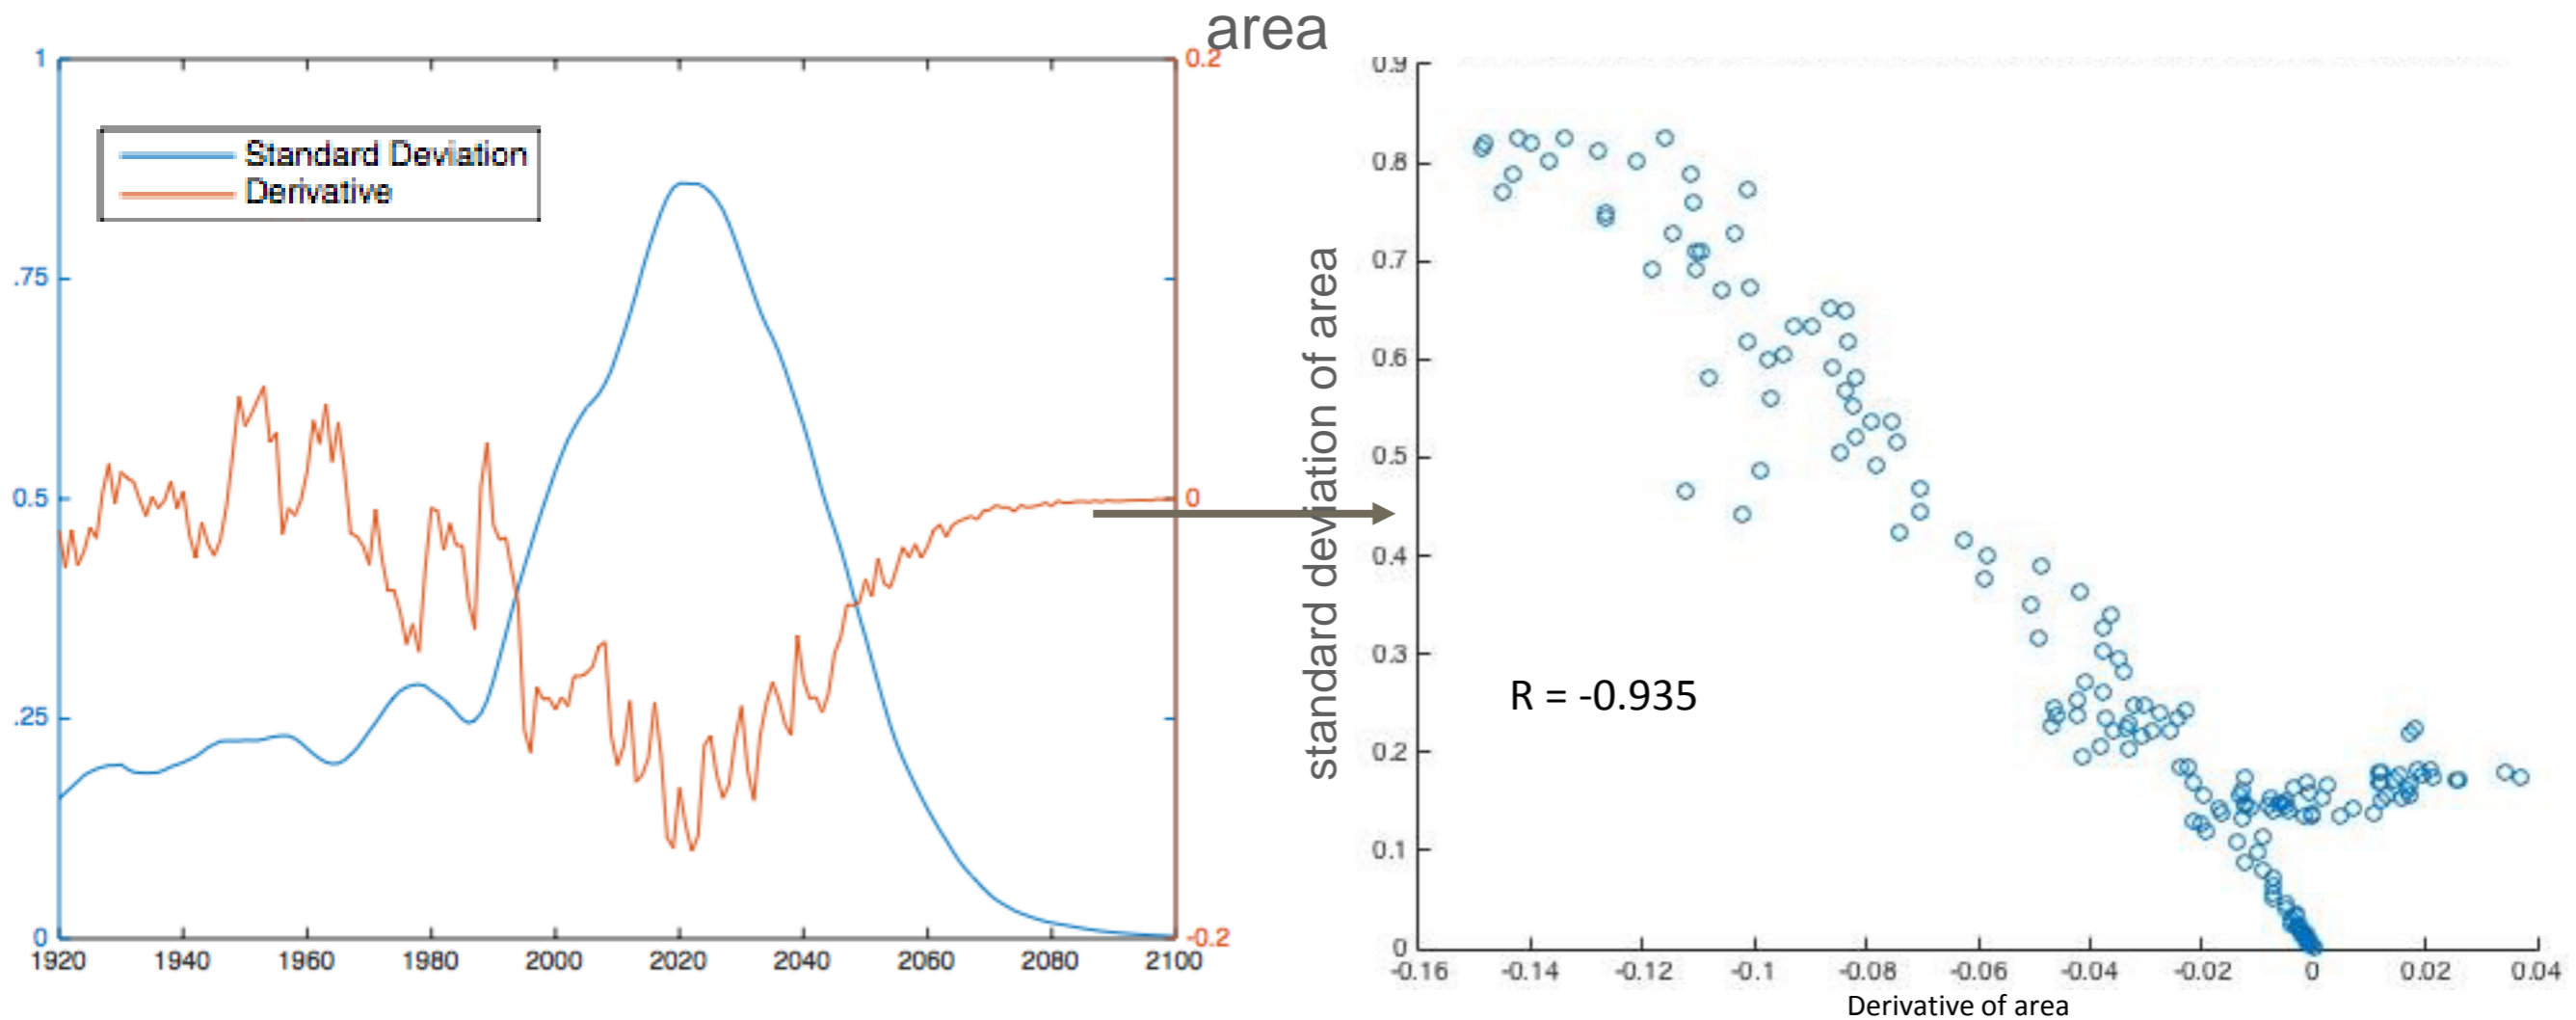 area
1
.75
0.5
.25
0
0.2
0
-0.2
Standard Deviation
Derivative
1920 1940 1960 1980 2000 2020 2040 2060 2080 2100
standard deviation of area
0.9
0.8
0.7
0.6
0.5
0.4
0.3
0.2
0.1
0
R = -0.935
-0.16 -0.14 -0.12 -0.1 -0.08 -0.06 -0.04 -0.02 0 0.02 0.04
Derivative of area